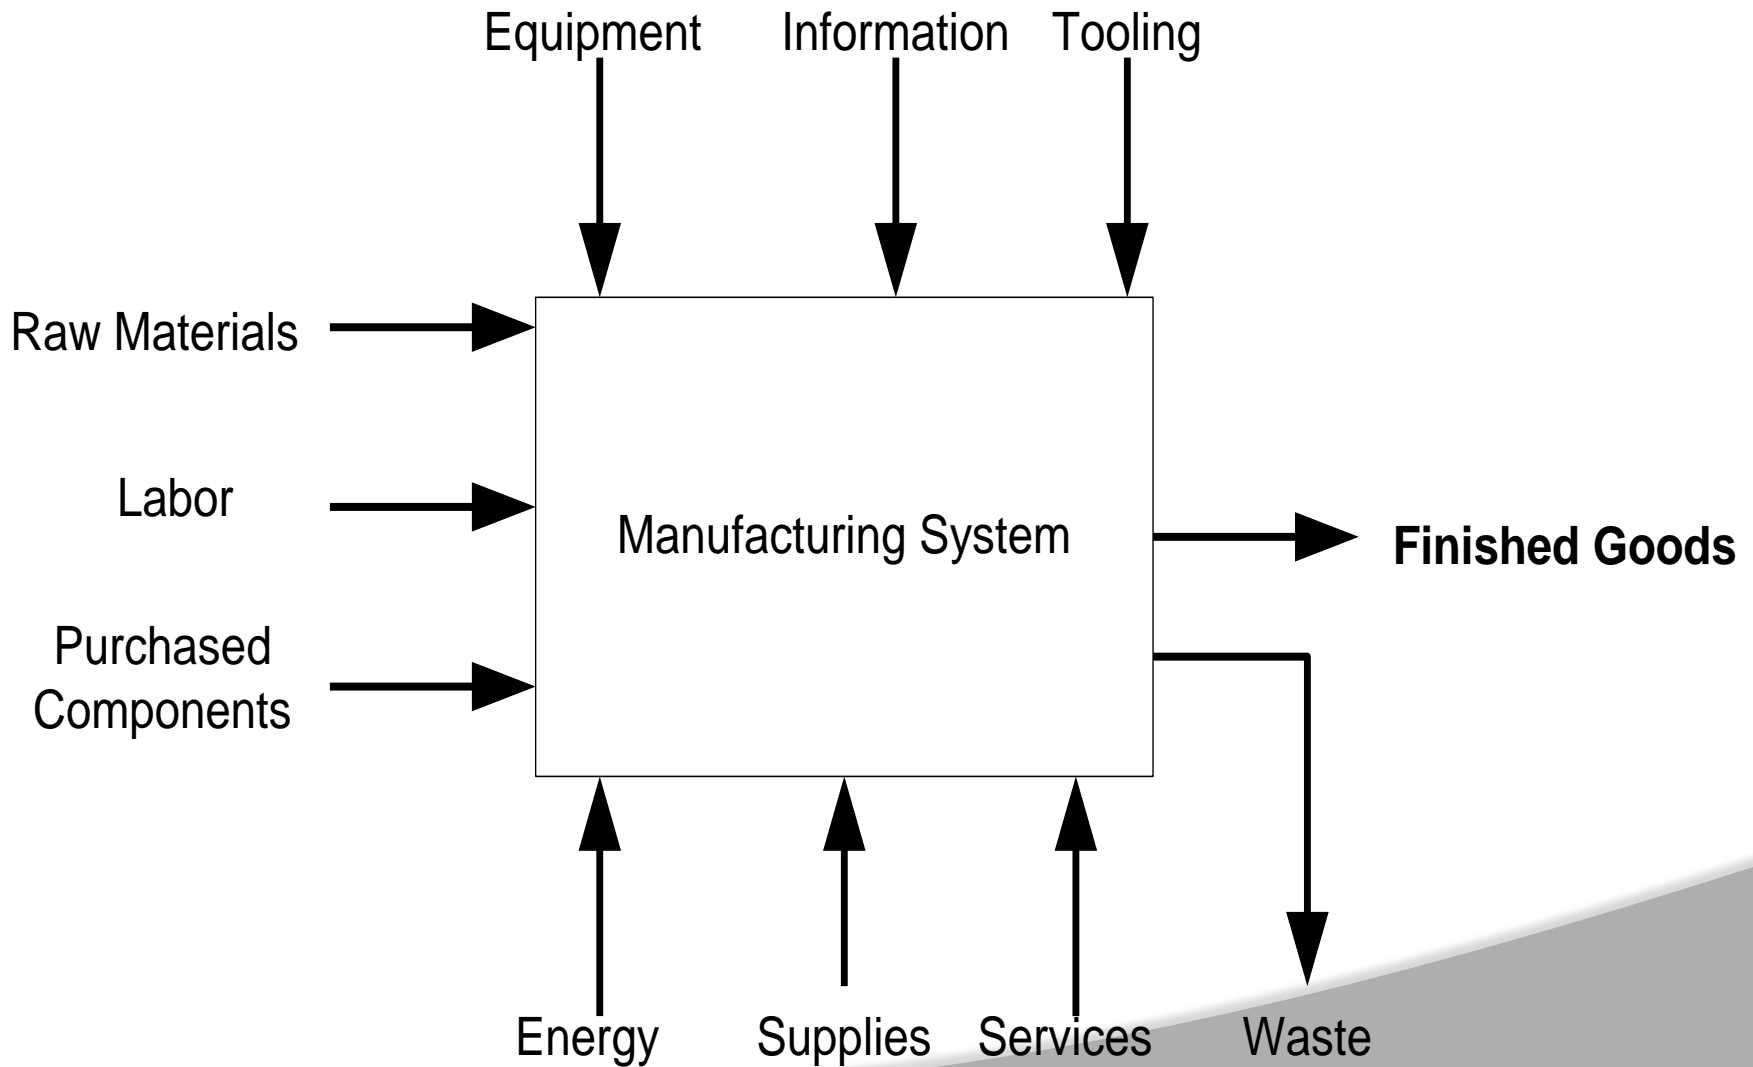 Equipment Information Tooling
Raw Materials
Labor
Manufacturing System
Finished Goods
Purchased
Components
Energy Supplies Services Waste